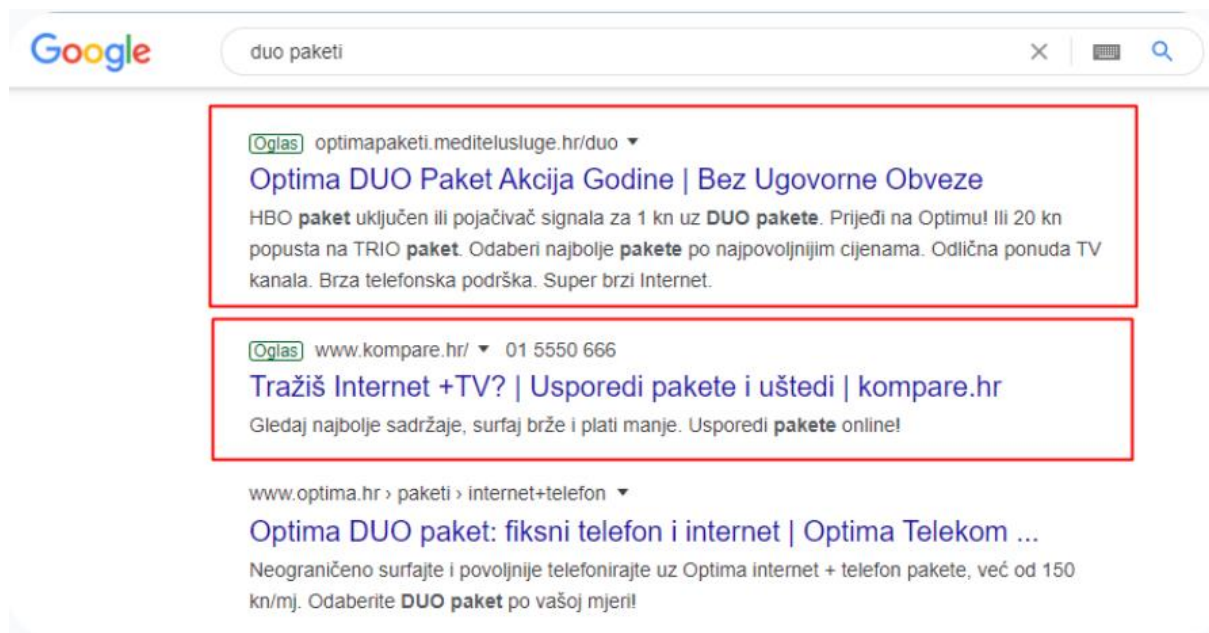 Google
duo paketi
Oglas optimapaketi.meditelusluge.hr/duo
Optima DUO Paket Akcija Godine | Bez Ugovorne Obveze
HBO paket uključen ili pojačivač signala za 1 kn uz DUO pakete. Prijeđi na Optimu! Ili 20 kn
popusta na TRIO paket. Odaberi najbolje pakete po najpovoljnijim cijenama. Odlična ponuda TV
kanala. Brza telefonska podrška. Super brzi Internet.
Oglas www.kompare.hr/ 01 5550 666
Tražiš Internet +TV? | Usporedi pakete i uštedi | kompare.hr
Gledaj najbolje sadržaje, surfaj brže i plati manje. Usporedi pakete online!
www.optima.hr › paketi › internet+telefon
Optima DUO paket: fiksni telefon i internet | Optima Telekom ...
Neograničeno surfajte i povoljnije telefonirajte uz Optima internet + telefon pakete, već od 150
kn/mj. Odaberite DUO paket po vašoj mjeri!